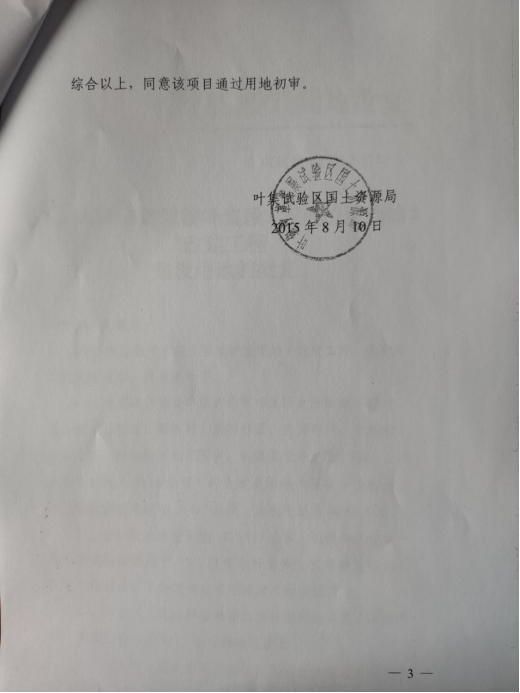 综合以上，同意该项目通过用地初审。
叶集试验区国土资源局
2015年8月10日
— 3 —